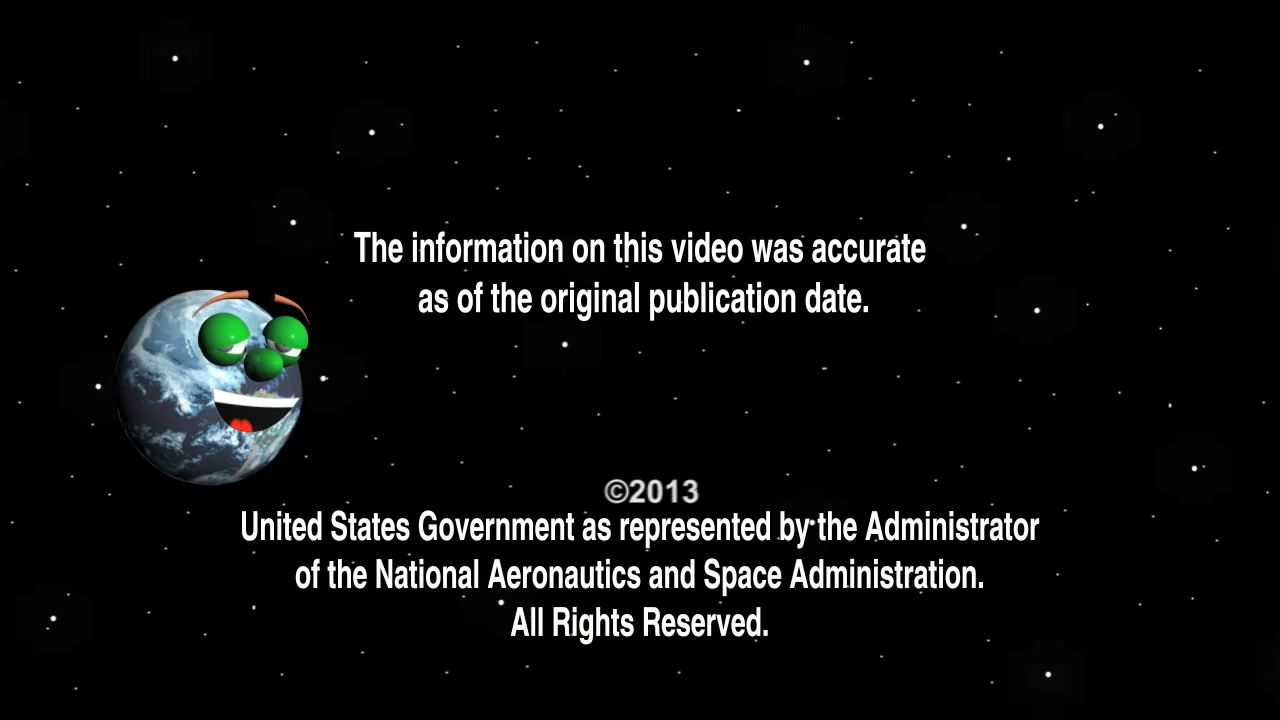 The information on this video was accurate
as of the original publication date.
©2013
United States Government as represented by the Administrator
of the National Aeronautics and Space Administration.
All Rights Reserved.